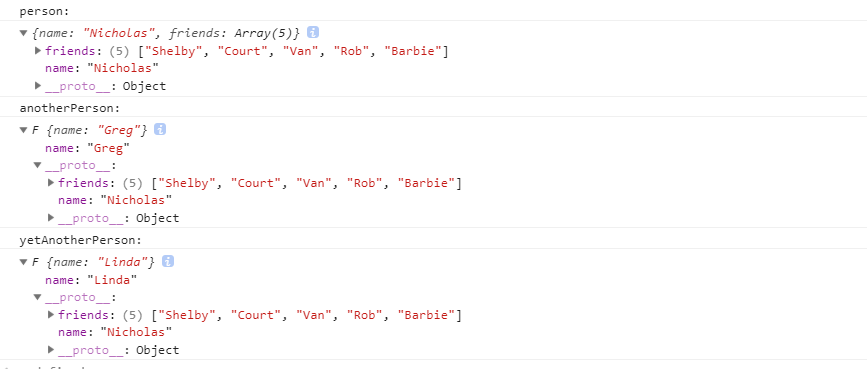 person:
▼{name: "Nicholas", friends: Array(5)} i
▶friends: (5) ["Shelby", "Court", "Van", "Rob", "Barbie"]
name: "Nicholas"
▶__proto__: Object
anotherPerson:
▼F {name: "Greg"} i
name: "Greg"
▼__proto__:
▶friends: (5) ["Shelby", "Court", "Van", "Rob", "Barbie"]
name: "Nicholas"
▶__proto__: Object
yetAnotherPerson:
▼F {name: "Linda"} i
name: "Linda"
▼__proto__:
▶friends: (5) ["Shelby", "Court", "Van", "Rob", "Barbie"]
name: "Nicholas"
▶__proto__: Object